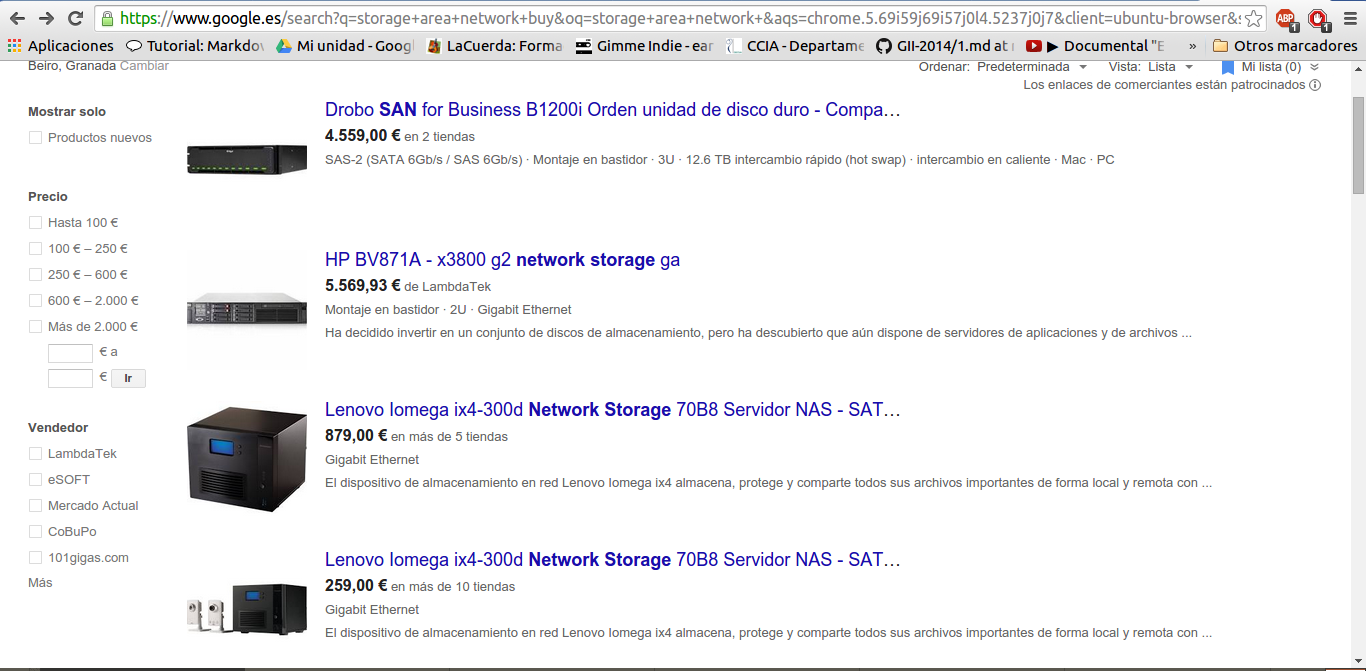 https://www.google.es/search?q=storage+area+network+buy&oq=storage+area+network+&aqs=chrome.5.69i59j69i57j0l4.5237j0j7&client=ubuntu-browser&
ABP 1 1
Aplicaciones Tutorial: Markdov Mi unidad - Goog LaCuerda: Forma Gimme Indie - ear CCIA - Departame GII-2014/1.md at ▶ Documental "E » Otros marcadores
Beiro, Granada Cambiar
Ordenar: Predeterminada Vista: Lista Mi lista (0)
Los enlaces de comerciantes están patrocinados
Mostrar solo
Productos nuevos
Precio
Hasta 100 €
100 € – 250 €
250 € – 600 €
600 € – 2.000 €
Más de 2.000 €
€ a
€ Ir
Vendedor
LambdaTek
eSOFT
Mercado Actual
CoBuPo
101gigas.com
Más
Drobo SAN for Business B1200i Orden unidad de disco duro - Compa…
4.559,00 € en 2 tiendas
SAS-2 (SATA 6Gb/s / SAS 6Gb/s) · Montaje en bastidor · 3U · 12.6 TB intercambio rápido (hot swap) · intercambio en caliente · Mac · PC
HP BV871A - x3800 g2 network storage ga
5.569,93 € de LambdaTek
Montaje en bastidor · 2U · Gigabit Ethernet
Ha decidido invertir en un conjunto de discos de almacenamiento, pero ha descubierto que aún dispone de servidores de aplicaciones y de archivos ...
Lenovo Iomega ix4-300d Network Storage 70B8 Servidor NAS - SAT…
879,00 € en más de 5 tiendas
Gigabit Ethernet
El dispositivo de almacenamiento en red Lenovo Iomega ix4 almacena, protege y comparte todos sus archivos importantes de forma local y remota con ...
Lenovo Iomega ix4-300d Network Storage 70B8 Servidor NAS - SAT…
259,00 € en más de 10 tiendas
Gigabit Ethernet
El dispositivo de almacenamiento en red Lenovo Iomega ix4 almacena, protege y comparte todos sus archivos importantes de forma local y remota con ...